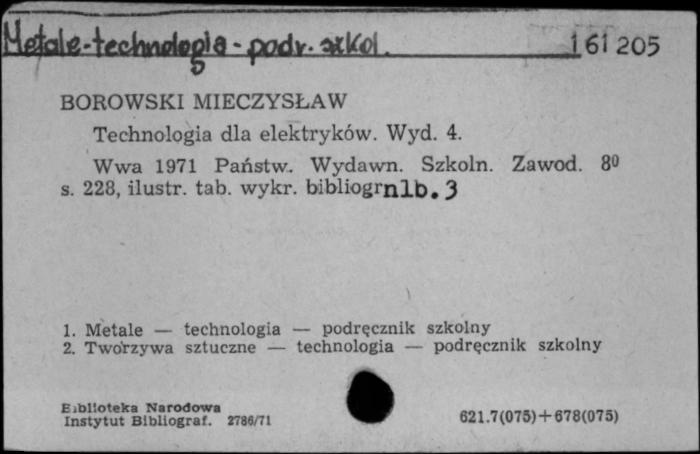 Metale-technologia-podr. szkol. 161 205
BOROWSKI MIECZYSŁAW
Technologia dla elektryków. Wyd. 4.
Wwa 1971 Państw. Wydawn. Szkoln. Zawod. 8⁰
s. 228, ilustr. tab. wykr. bibliogr nlb. 3
1. Metale — technologia — podręcznik szkolny
2. Tworzywa sztuczne — technologia — podręcznik szkolny
Biblioteka Narodowa
Instytut Bibliograf. 2786/71
621.7(075)+678(075)